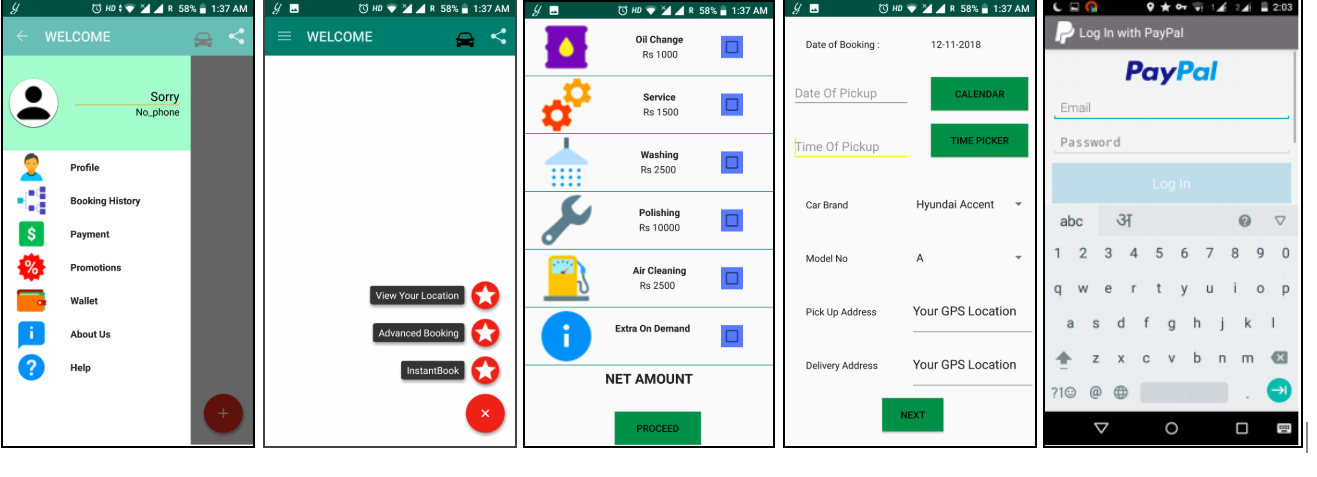 HD R 58% 1:37 AM
WELCOME
Sorry
No_phone
Profile
Booking History
$
Payment
%
Promotions
Wallet
i
About Us
?
Help
+
HD R 58% 1:37 AM
WELCOME
View Your Location
Advanced Booking
InstantBook
×
HD R 58% 1:37 AM
Oil Change
Rs 1000
Service
Rs 1500
Washing
Rs 2500
Polishing
Rs 10000
Air Cleaning
Rs 2500
i
Extra On Demand
NET AMOUNT
PROCEED
HD R 58% 1:37 AM
Date of Booking : 12-11-2018
Date Of Pickup CALENDAR
Time Of Pickup TIME PICKER
Car Brand Hyundai Accent
Model No A
Pick Up Address Your GPS Location
Delivery Address Your GPS Location
NEXT
1 2 2:03
Log In with PayPal
PayPal
Email
Password
Log In
abc अ ?
1 2 3 4 5 6 7 8 9 0
q w e r t y u i o p
a s d f g h j k l
z x c v b n m
?1☺ @ .